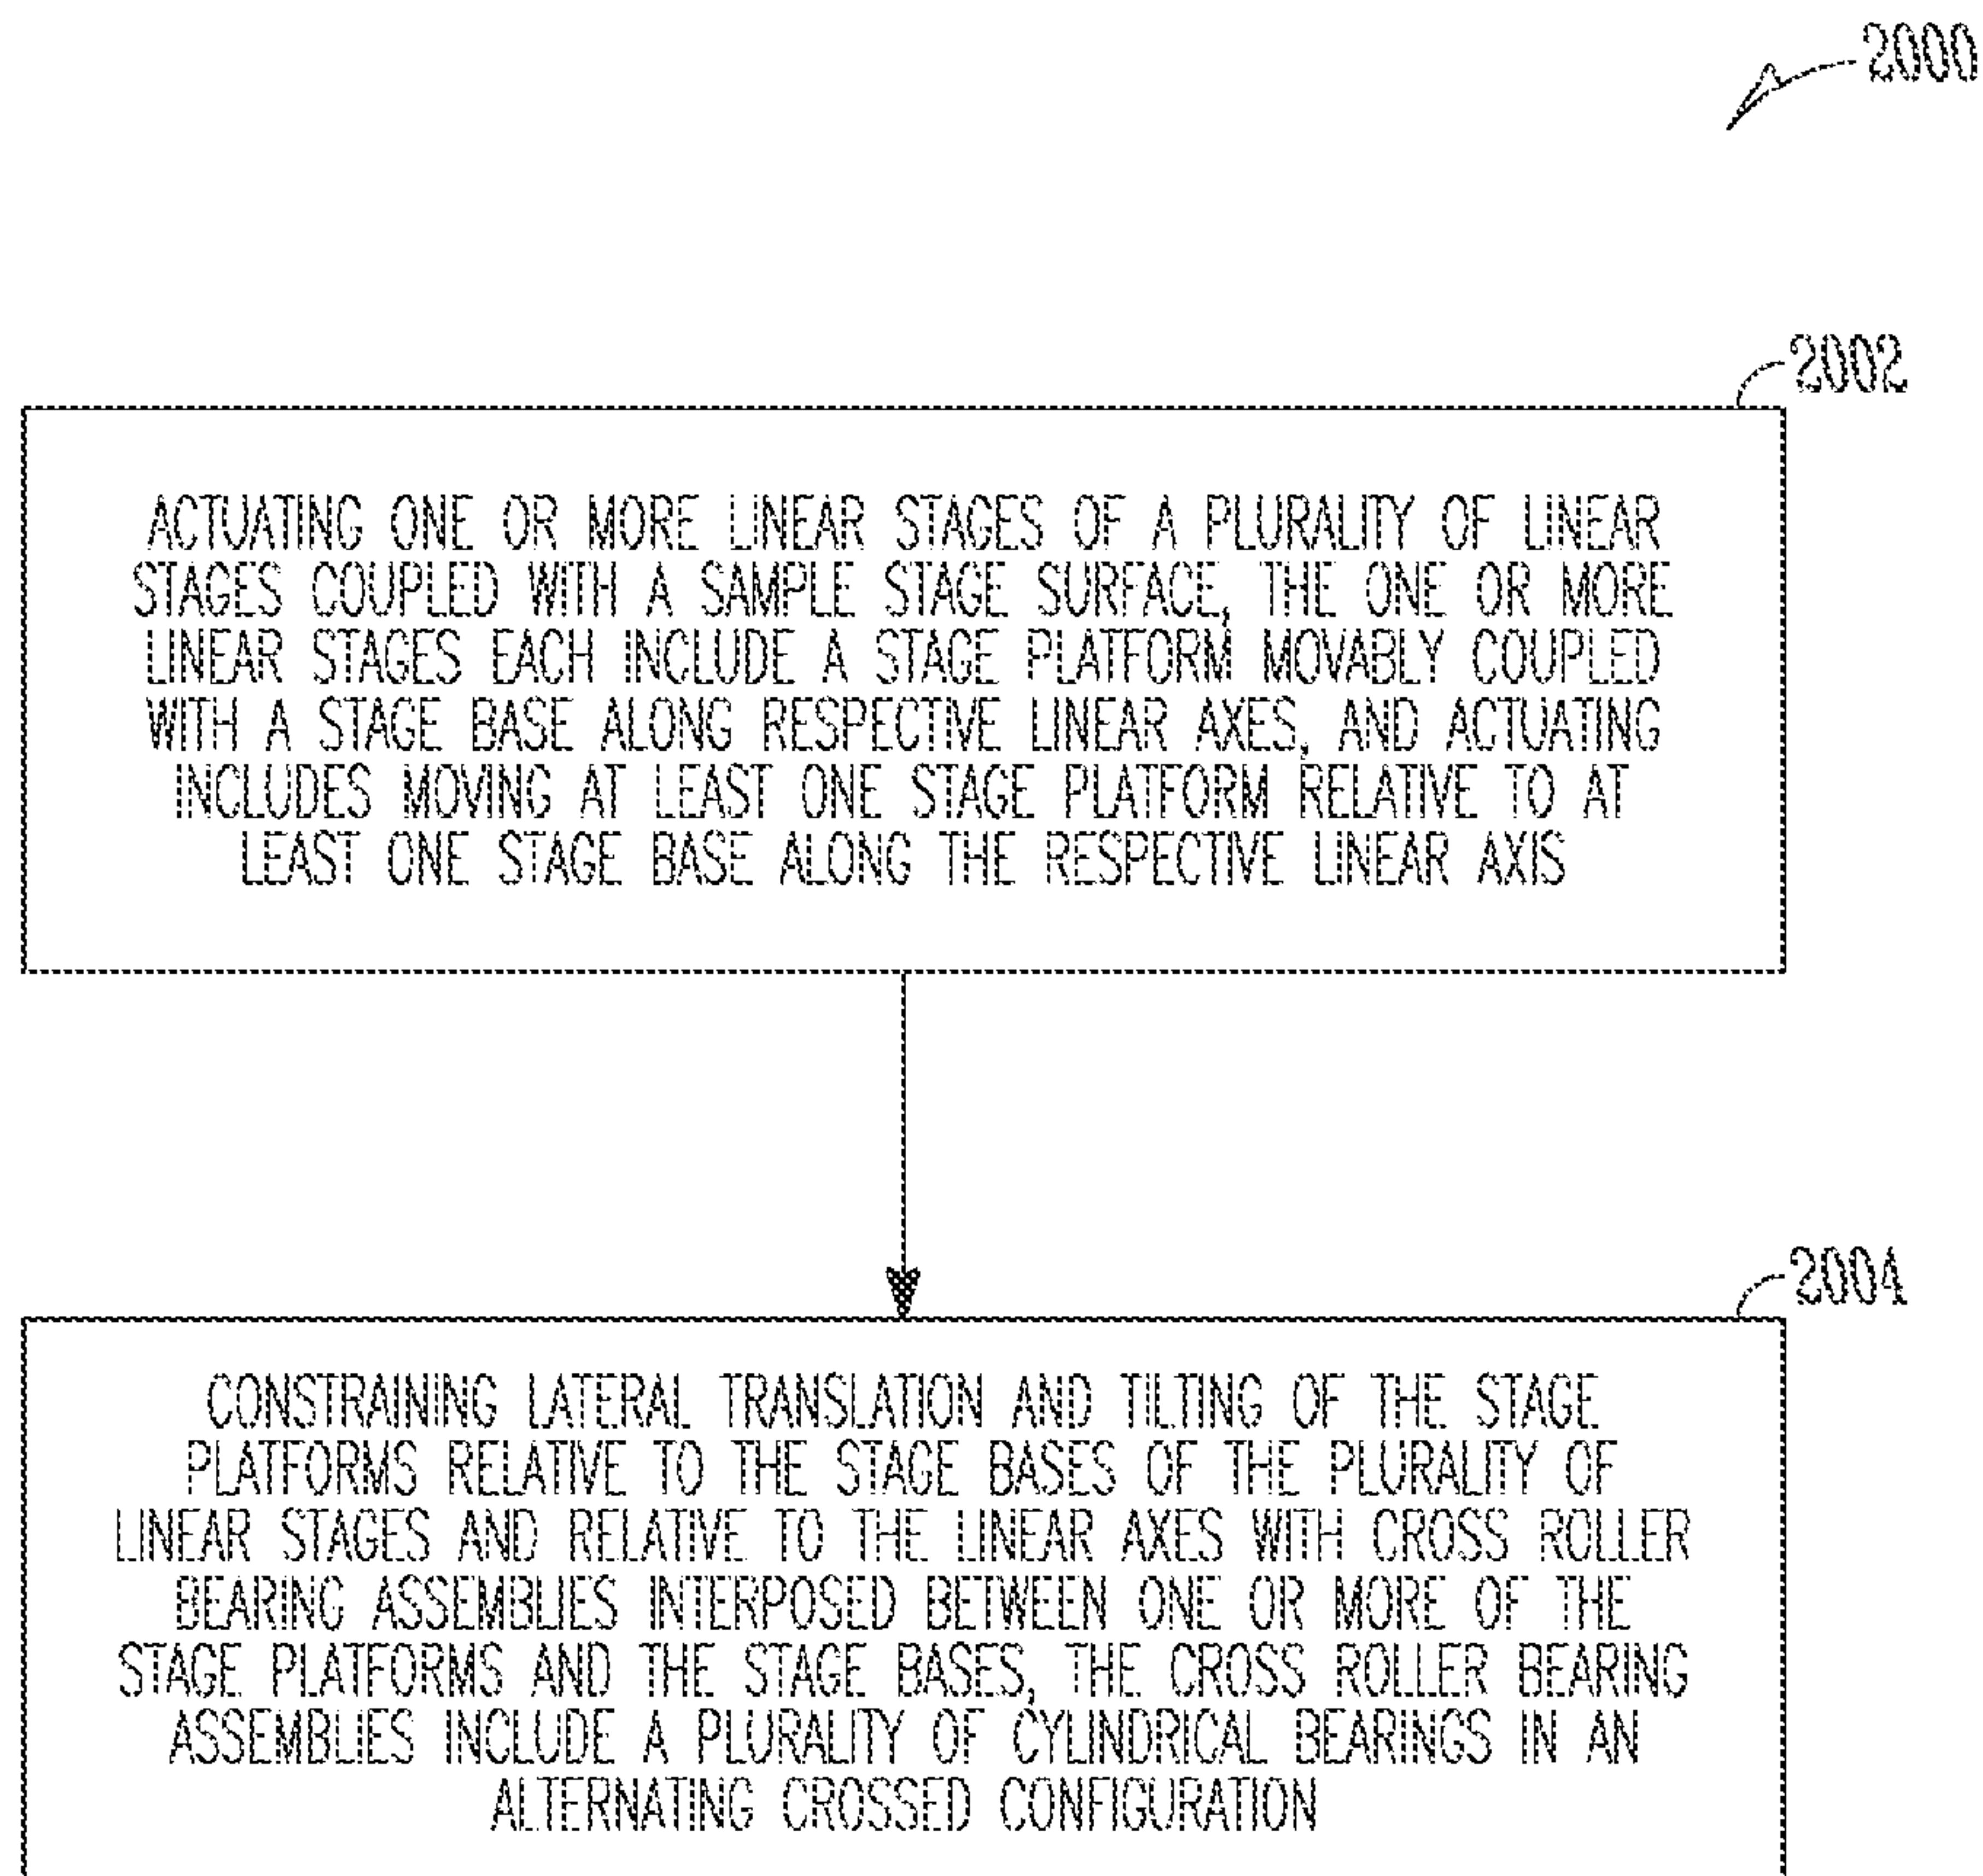 2000
2002
ACTUATING ONE OR MORE LINEAR STAGES OF A PLURALITY OF LINEAR
STAGES COUPLED WITH A SAMPLE STAGE SURFACE, THE ONE OR MORE
LINEAR STAGES EACH INCLUDE A STAGE PLATFORM MOVABLY COUPLED
WITH A STAGE BASE ALONG RESPECTIVE LINEAR AXES, AND ACTUATING
INCLUDES MOVING AT LEAST ONE STAGE PLATFORM RELATIVE TO AT
LEAST ONE STAGE BASE ALONG THE RESPECTIVE LINEAR AXIS
2004
CONSTRAINING LATERAL TRANSLATION AND TILTING OF THE STAGE
PLATFORMS RELATIVE TO THE STAGE BASES OF THE PLURALITY OF
LINEAR STAGES AND RELATIVE TO THE LINEAR AXES WITH CROSS ROLLER
BEARING ASSEMBLIES INTERPOSED BETWEEN ONE OR MORE OF THE
STAGE PLATFORMS AND THE STAGE BASES, THE CROSS ROLLER BEARING
ASSEMBLIES INCLUDE A PLURALITY OF CYLINDRICAL BEARINGS IN AN
ALTERNATING CROSSED CONFIGURATION